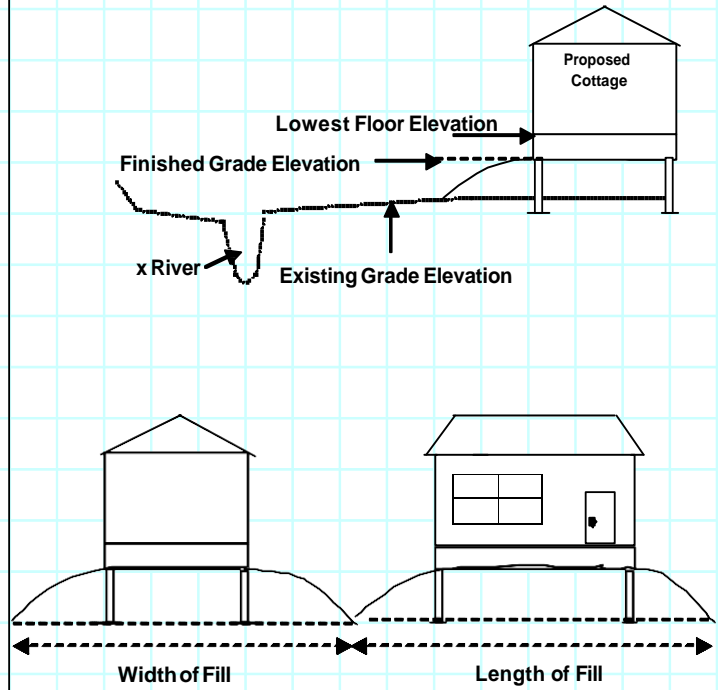 Proposed
Cottage
Lowest Floor Elevation
Finished Grade Elevation
x River
Existing Grade Elevation
Width of Fill
Length of Fill